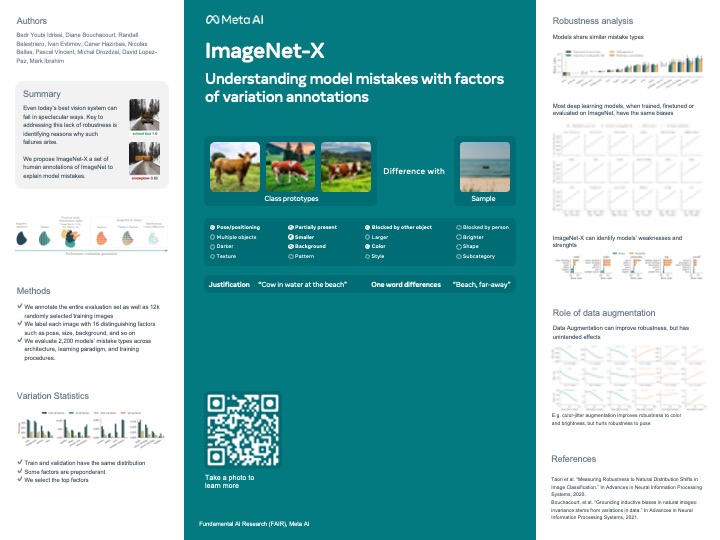 Authors
Badr Youbi Idrissi, Diane Bouchacourt, Randall
Balestriero, Ivan Evtimov, Caner Hazirbas, Nicolas
Ballas, Pascal Vincent, Michal Drozdzal, David Lopez-
Paz, Mark Ibrahim
Summary
Even today's best vision system can
fail in spectecular ways. Key to
addressing this lack of robustness is
identifying reasons why such
failures arise.
We propose ImageNet-X a set of
human annotations of ImageNet to
explain model mistakes.
Methods
✓ We annotate the entire evaluation set as well as 12k
randomly selected training images
✓ We label each image with 16 distinguishing factors
such as pose, size, background, and so on
✓ We evaluate 2,200 models' mistake types across
architecture, learning paradigm, and training
procedures.
Variation Statistics
✓ Train and validation have the same distribution
✓ Some factors are preponderant
✓ We select the top factors
Meta AI
ImageNet-X
Understanding model mistakes with factors
of variation annotations
Class prototypes
Difference with
Sample
Pose/positioning
Partially present
Blocked by other object
Blocked by person
Multiple objects
Smaller
Larger
Brighter
Darker
Background
Color
Shape
Texture
Pattern
Style
Subcategory
Justification "Cow in water at the beach" One word differences "Beach, far-away"
Take a photo to
learn more
Fundamental AI Research (FAIR), Meta AI
Robustness analysis
Models share similar mistake types
Most deep learning models, when trained, finetuned or
evaluated on ImageNet, have the same biases
ImageNet-X can identify models' weaknesses and
strenghts
Role of data augmentation
Data Augmentation can improve robustness, but has
unintended effects
E.g. color-jitter augmentation improves robustness to color
and brightness, but hurts robustness to pose
References
Taori et al. "Measuring Robustness to Natural Distribution Shifts in
Image Classification." In Advances in Neural Information Processing
Systems, 2020.
Bouchacourt, et al. "Grounding inductive biases in natural images:
invariance stems from variations in data." In Advances in Neural
Information Processing Systems, 2021.